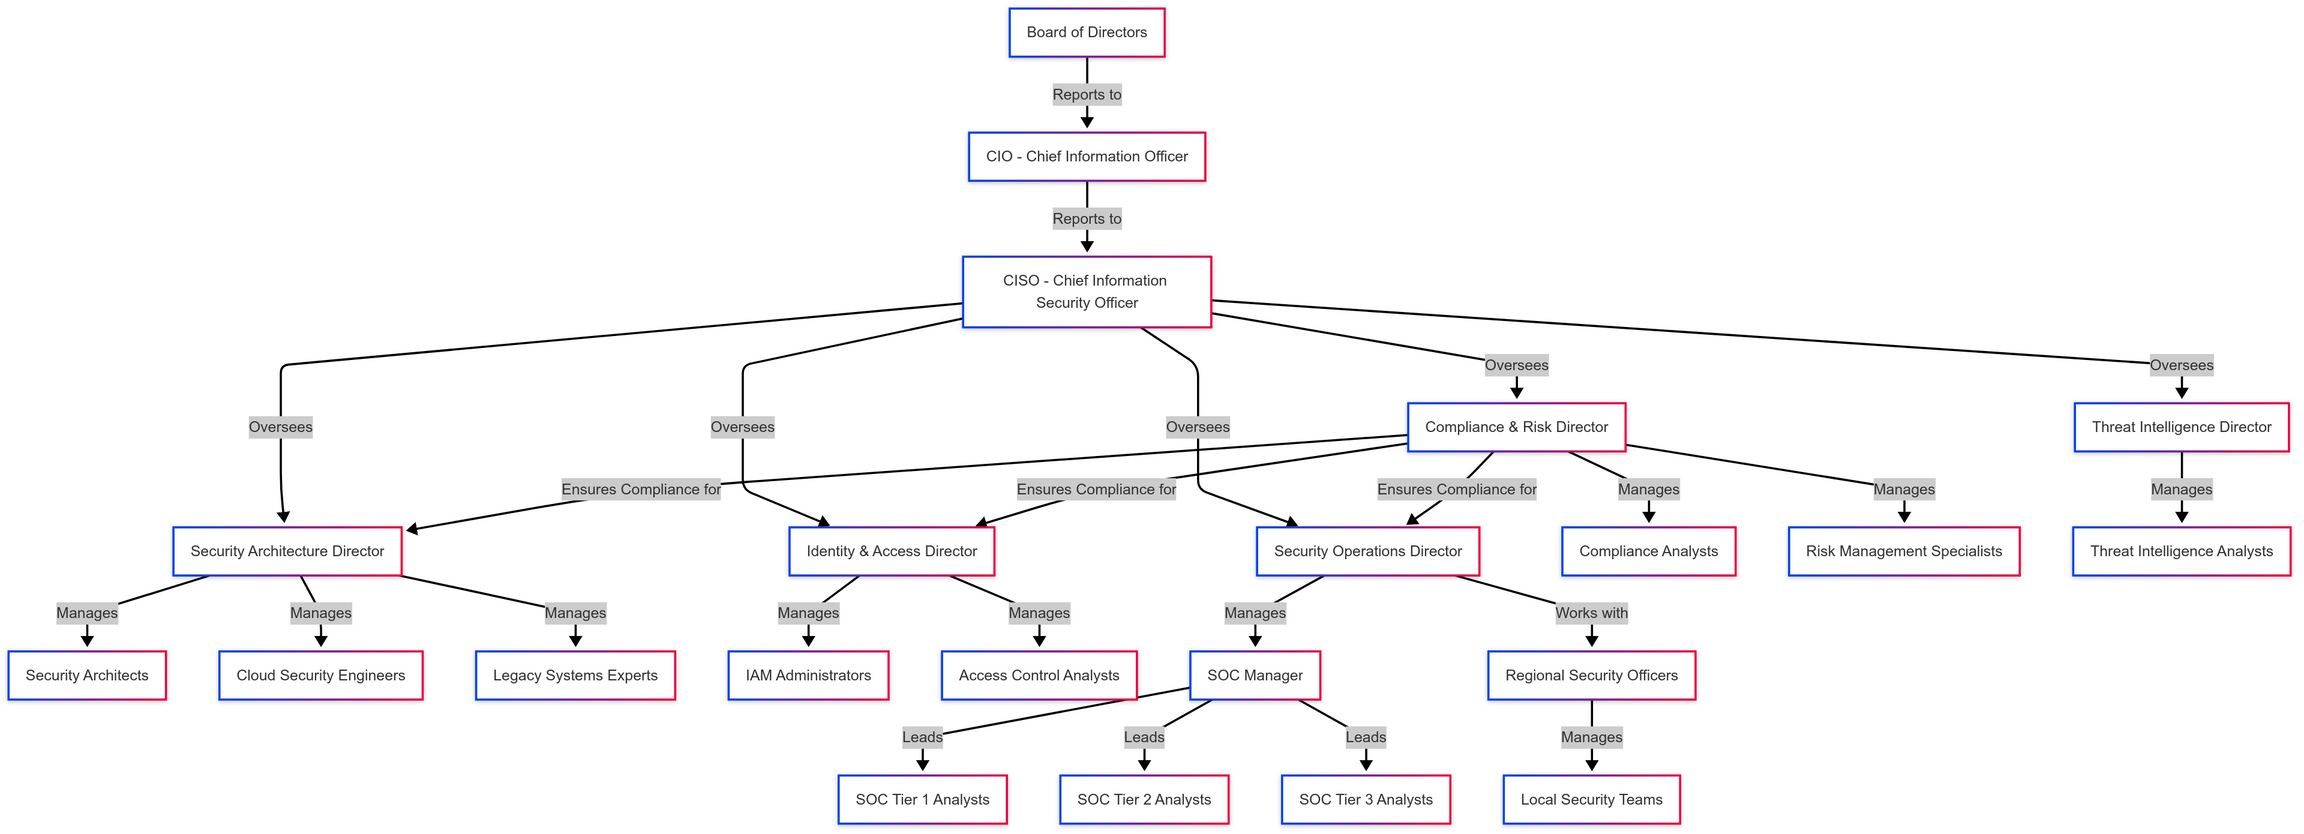 Board of Directors
Reports to
CIO - Chief Information Officer
Reports to
CISO - Chief Information
Security Officer
Oversees
Oversees
Oversees
Oversees
Oversees
Compliance & Risk Director
Threat Intelligence Director
Ensures Compliance for
Ensures Compliance for
Ensures Compliance for
Manages
Manages
Manages
Security Architecture Director
Identity & Access Director
Security Operations Director
Compliance Analysts
Risk Management Specialists
Threat Intelligence Analysts
Manages
Manages
Manages
Manages
Manages
Manages
Works with
Security Architects
Cloud Security Engineers
Legacy Systems Experts
IAM Administrators
Access Control Analysts
SOC Manager
Regional Security Officers
Leads
Leads
Leads
Manages
SOC Tier 1 Analysts
SOC Tier 2 Analysts
SOC Tier 3 Analysts
Local Security Teams